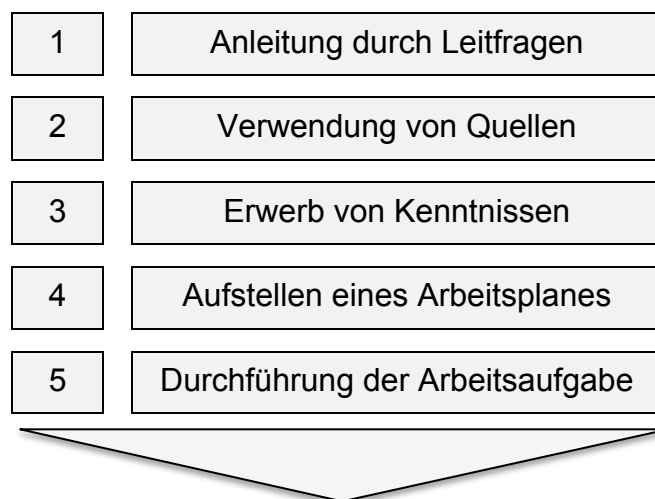 1 Anleitung durch Leitfragen
2 Verwendung von Quellen
3 Erwerb von Kenntnissen
4 Aufstellen eines Arbeitsplanes
5 Durchführung der Arbeitsaufgabe